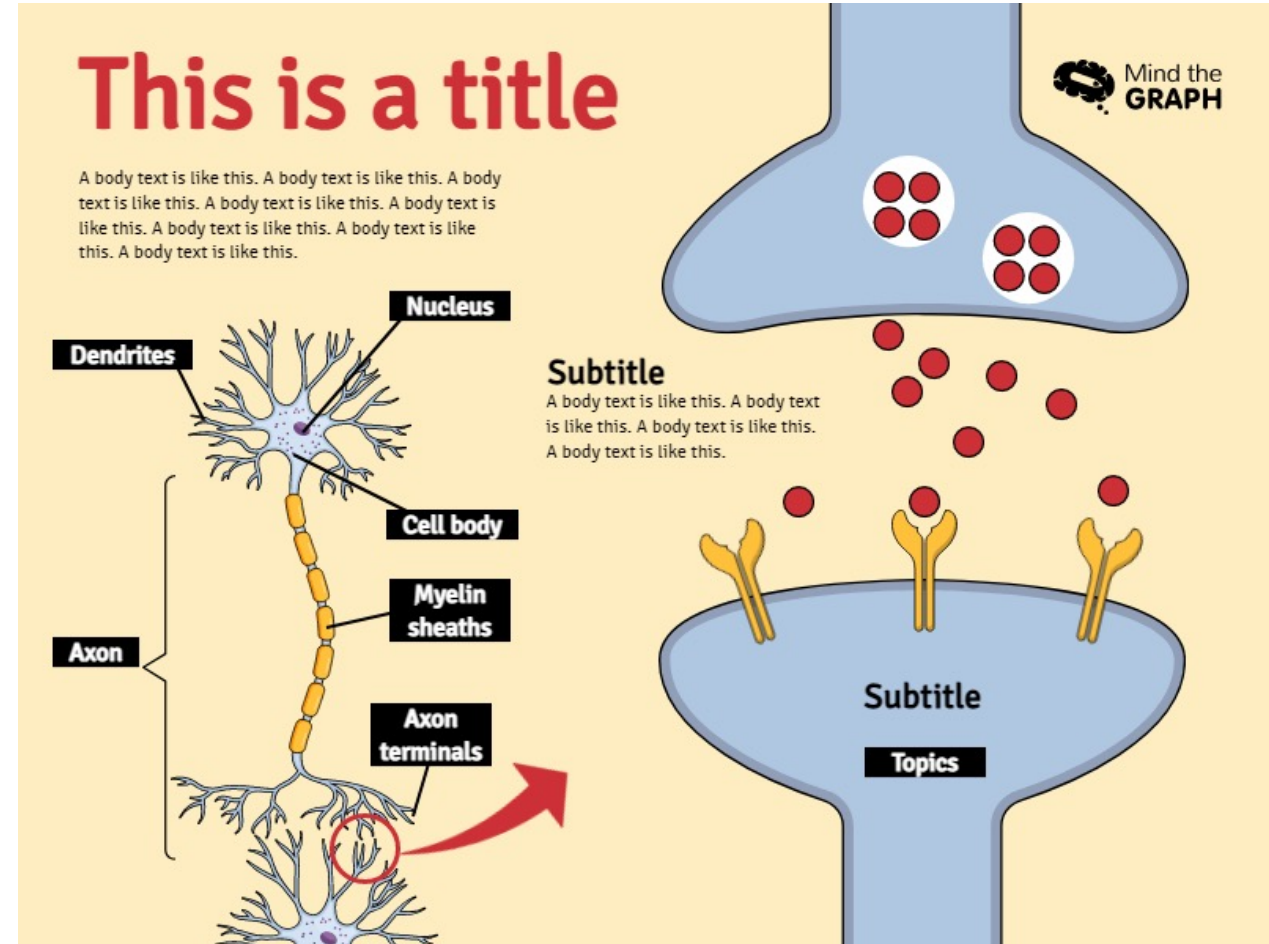 This is a title
Mind the
GRAPH
A body text is like this. A body text is like this. A body
text is like this. A body text is like this. A body text is
like this. A body text is like this. A body text is like
this. A body text is like this.
Nucleus
Dendrites
Subtitle
A body text is like this. A body text
is like this. A body text is like this.
A body text is like this.
Cell body
Myelin
sheaths
Axon
Axon
terminals
Subtitle
Topics